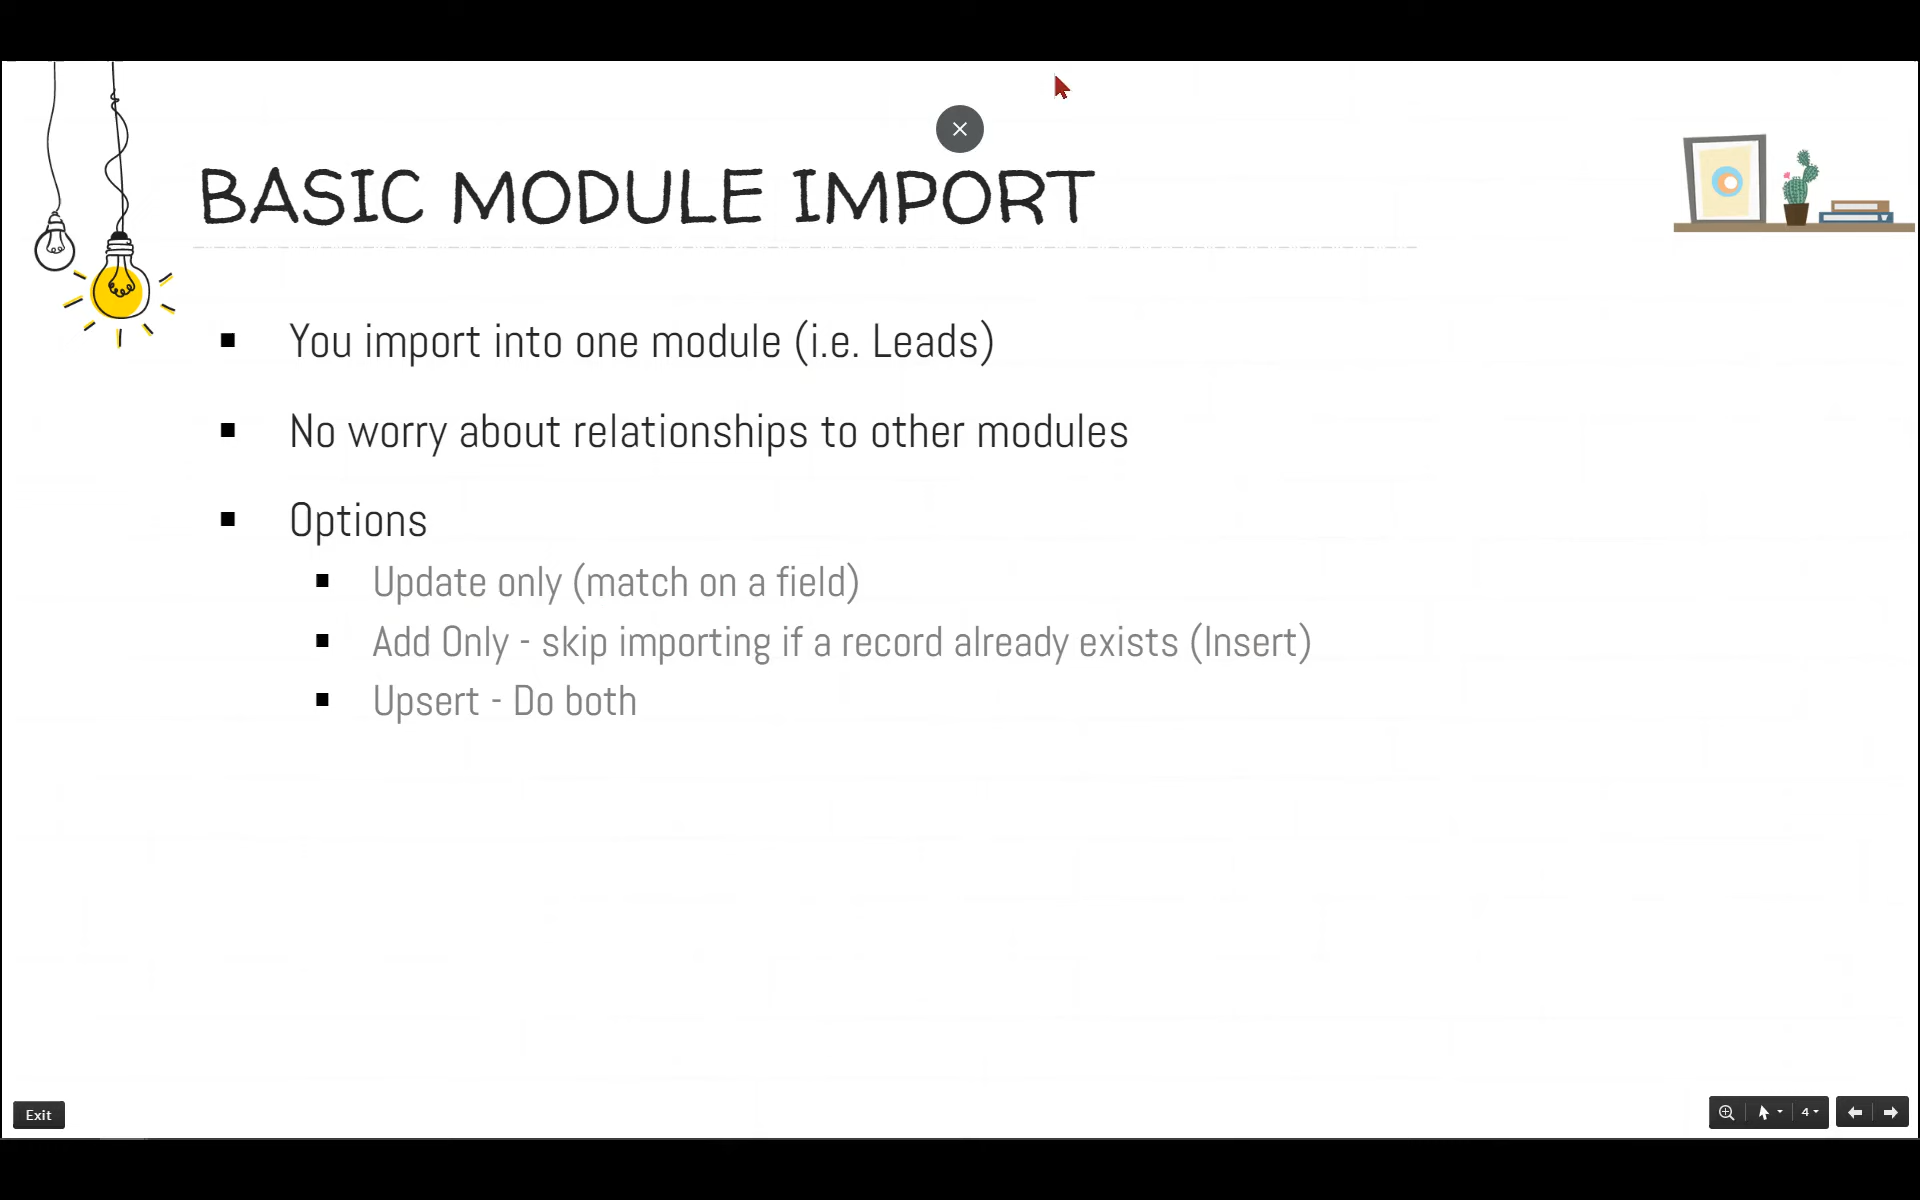 BASIC MODULE IMPORT
▪ You import into one module (i.e. Leads)
▪ No worry about relationships to other modules
▪ Options
▪ Update only (match on a field)
▪ Add Only - skip importing if a record already exists (Insert)
▪ Upsert - Do both
Exit
4